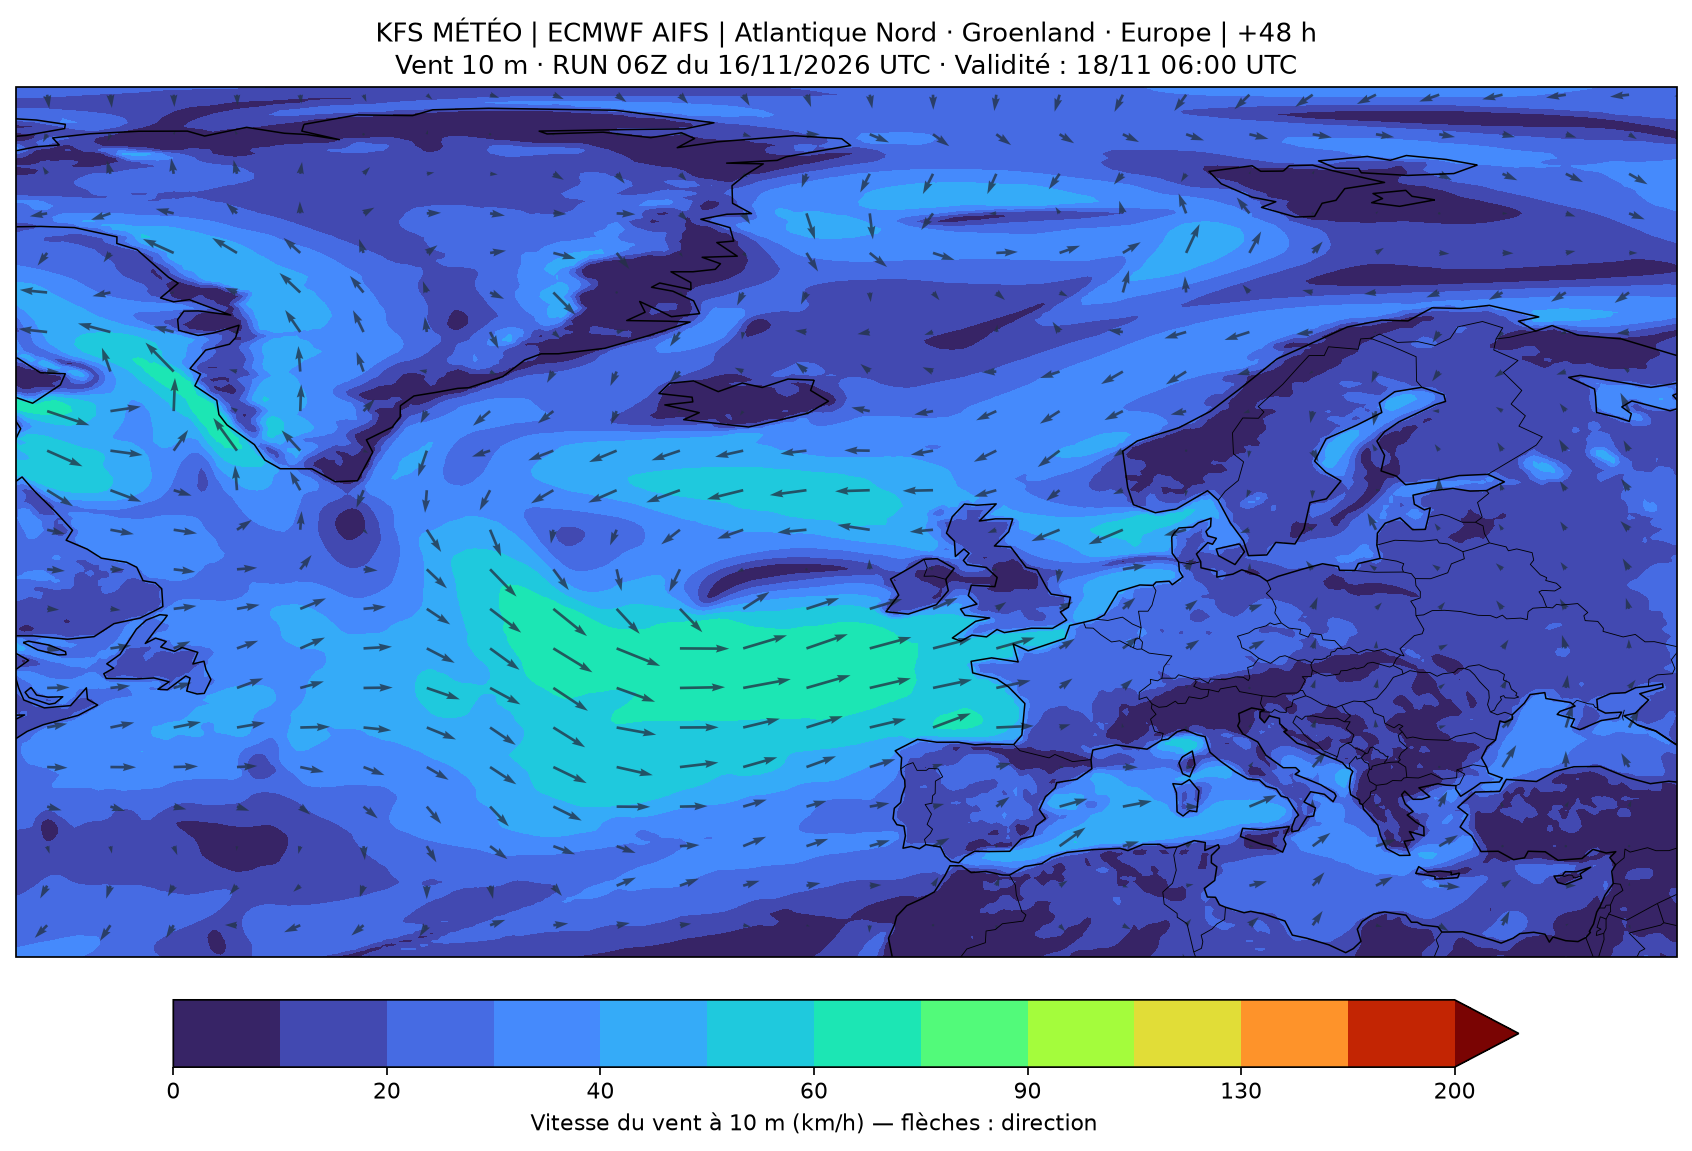 KFS MÉTÉO | ECMWF AIFS | Atlantique Nord · Groenland · Europe | +48 h
Vent 10 m · RUN 06Z du 16/11/2026 UTC · Validité : 18/11 06:00 UTC
0 20 40 60 90 130 200
Vitesse du vent à 10 m (km/h) — flèches : direction